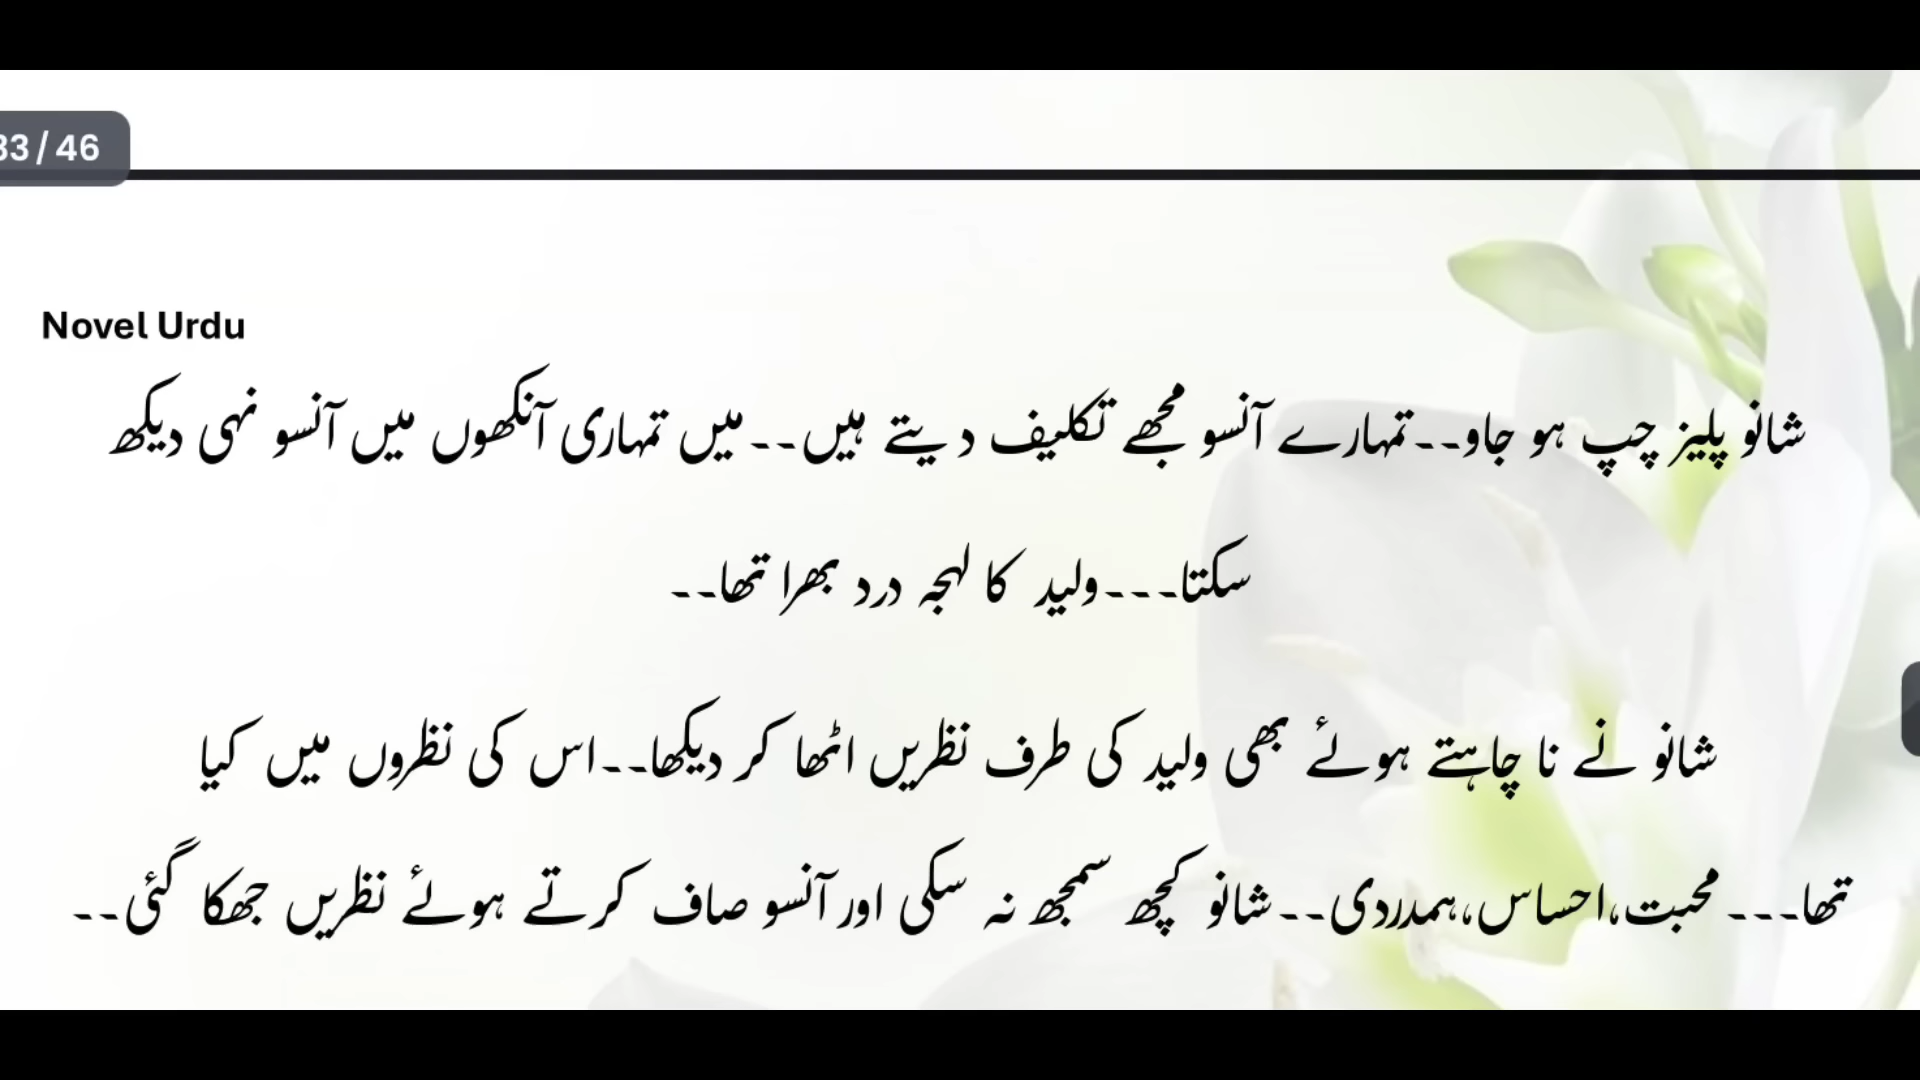 33 / 46
Novel Urdu
شانو پلیز چپ ہو جاو۔۔تمہارے آنسو مجھے تکلیف دیتے ہیں۔۔میں تمہاری آنکھوں میں آنسو نہی دیکھ
سکتا۔۔۔ولید کا لہجہ درد بھرا تھا۔۔
شانو نے نا چاہتے ہوئے بھی ولید کی طرف نظریں اٹھا کر دیکھا۔۔اس کی نظروں میں کیا
تھا۔۔۔ محبت،احساس،ہمدردی۔۔شانو کچھ سمجھ نہ سکی اور آنسو صاف کرتے ہوئے نظریں جھکا گئی۔۔